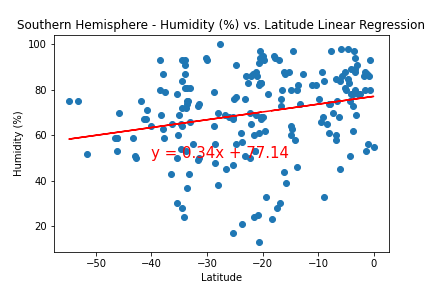 Southern Hemisphere - Humidity (%) vs. Latitude Linear Regression
100
80
60
40
20
Humidity (%)
y = 0.34x + 77.14
−50
−40
−30
−20
−10
0
Latitude